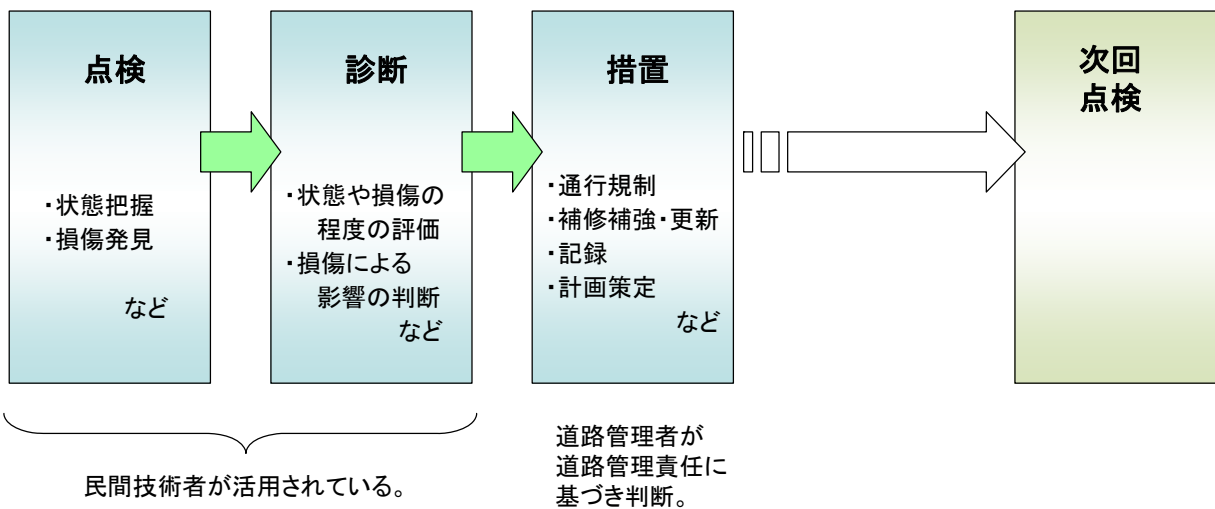 点検
・状態把握
・損傷発見
など
診断
・状態や損傷の
程度の評価
・損傷による
影響の判断
など
措置
・通行規制
・補修補強・更新
・記録
・計画策定
など
次回
点検
民間技術者が活用されている。
道路管理者が
道路管理責任に
基づき判断。